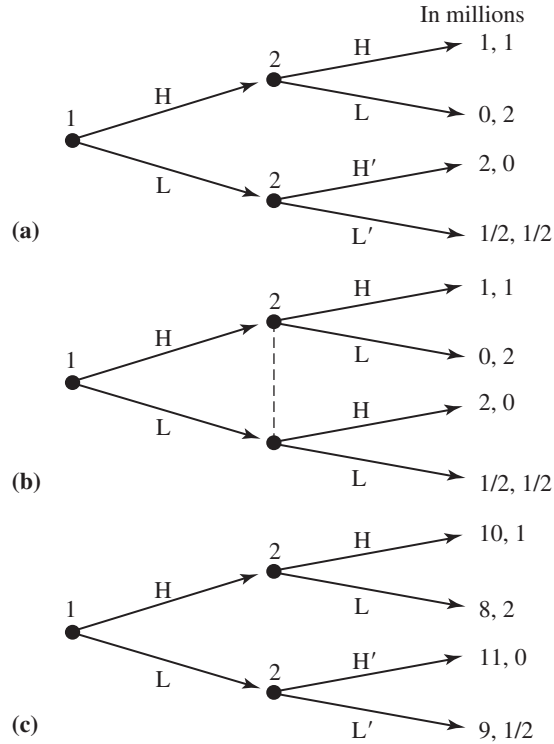 In millions
H
1, 1
2
H
1
L
0, 2
L
2
H′
2, 0
L′
1/2, 1/2
(a)
H
1, 1
2
H
1
L
0, 2
L
H
2, 0
L
1/2, 1/2
(b)
H
10, 1
2
H
1
L
8, 2
L
2
H′
11, 0
L′
9, 1/2
(c)